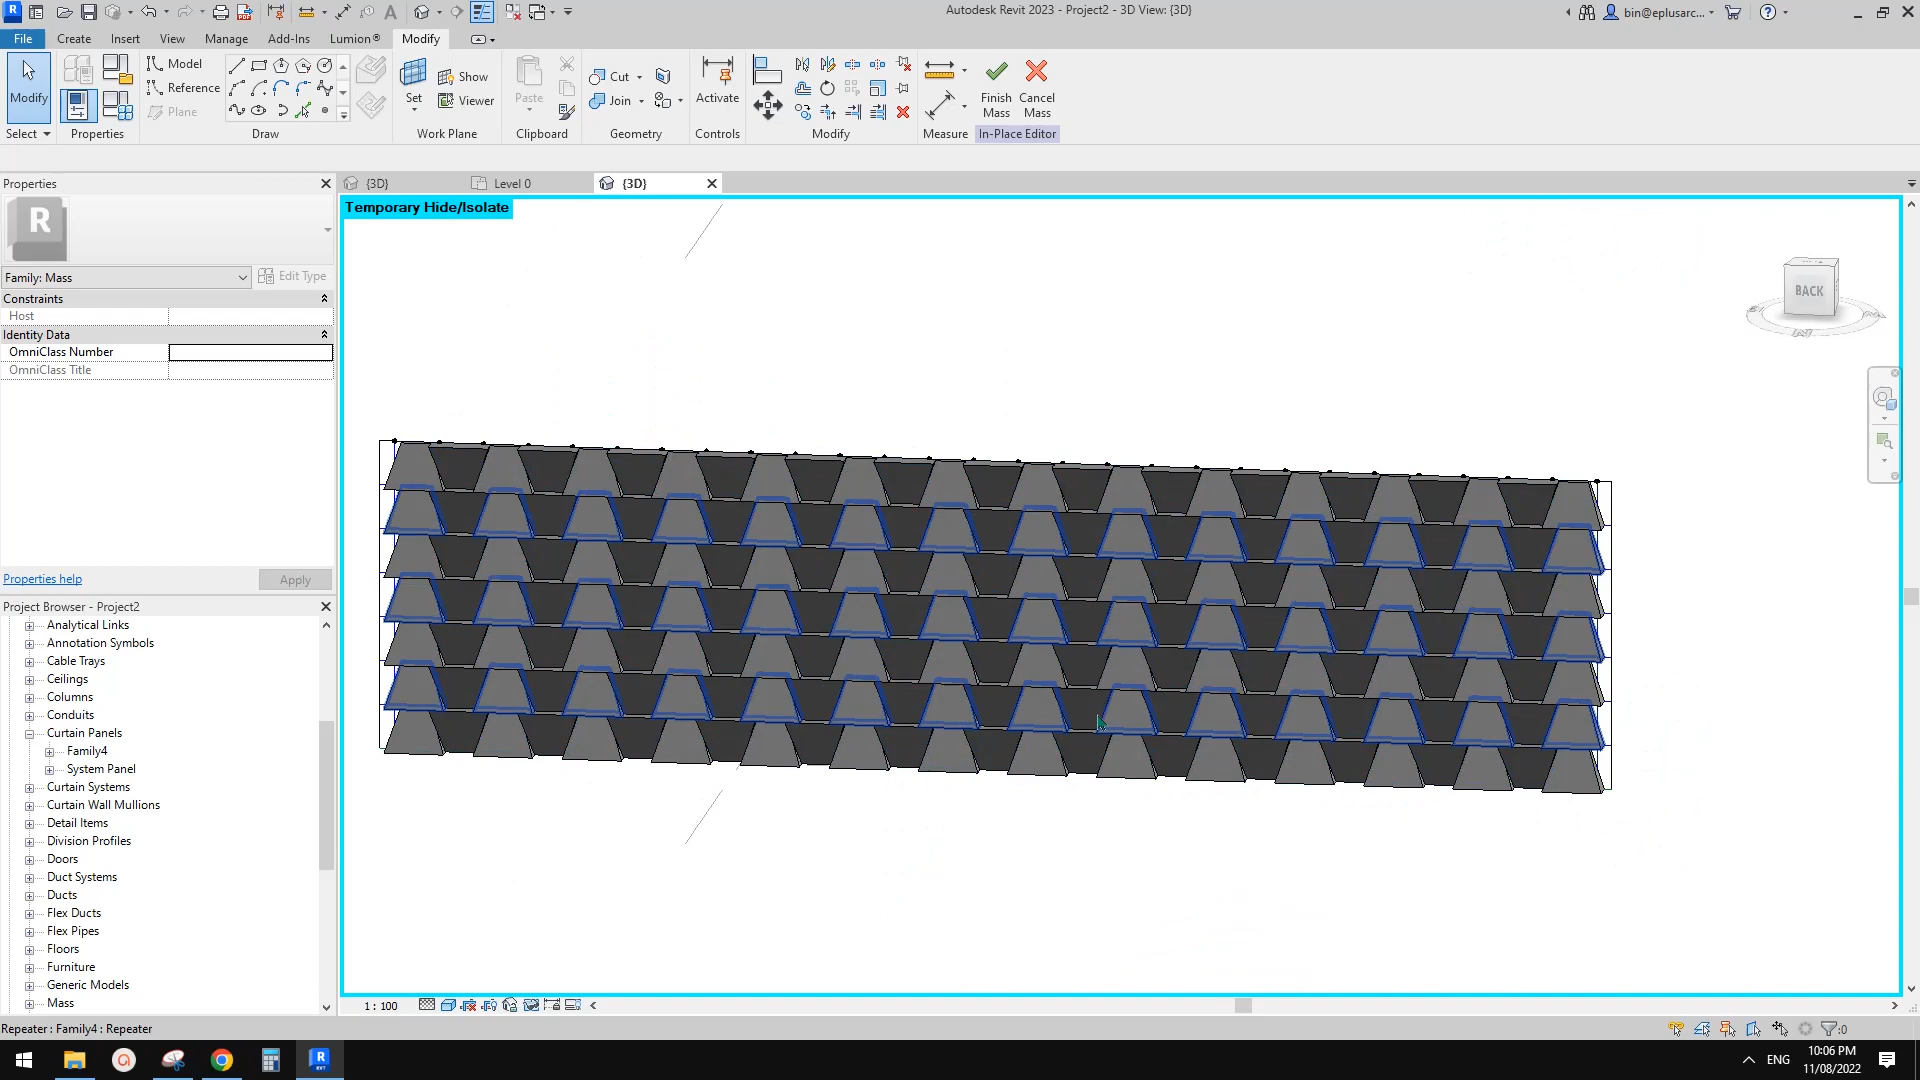 Autodesk Revit 2023 - Project2 - 3D View: {3D}
bin@eplusarc...
File
Create
Insert
View
Manage
Add-Ins
Lumion®
Modify
Modify
Select
Properties
Model
Reference
Plane
Draw
Set
Show
Viewer
Work Plane
Paste
Clipboard
Cut
Join
Geometry
Activate
Controls
Modify
Measure
Finish
Mass
Cancel
Mass
In-Place Editor
Properties
{3D}
Level 0
{3D}
R
Family: Mass
Edit Type
Constraints
Host
Identity Data
OmniClass Number
OmniClass Title
Properties help
Apply
Temporary Hide/Isolate
BACK
Project Browser - Project2
Analytical Links
Annotation Symbols
Cable Trays
Ceilings
Columns
Conduits
Curtain Panels
Family4
System Panel
Curtain Systems
Curtain Wall Mullions
Detail Items
Division Profiles
Doors
Duct Systems
Ducts
Flex Ducts
Flex Pipes
Floors
Furniture
Generic Models
Mass
1 : 100
Repeater : Family4 : Repeater
:0
ENG
10:06 PM
11/08/2022